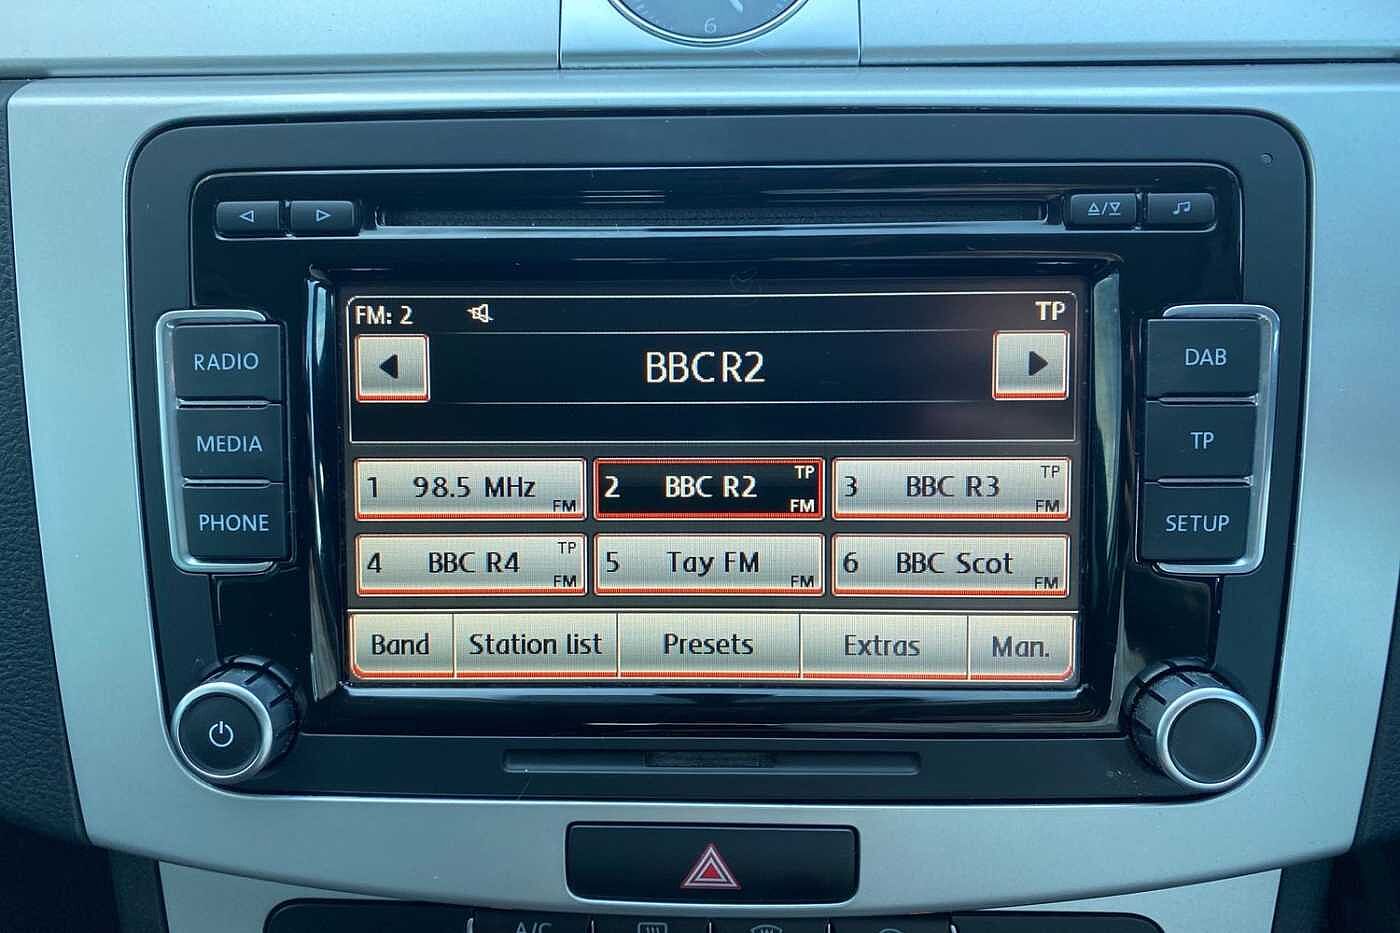 6
FM: 2
TP
BBC R2
1 98.5 MHz FM
2 BBC R2 TP FM
3 BBC R3 TP FM
4 BBC R4 TP FM
5 Tay FM FM
6 BBC Scot FM
Band Station list Presets Extras Man.
RADIO
MEDIA
PHONE
DAB
TP
SETUP
A/C